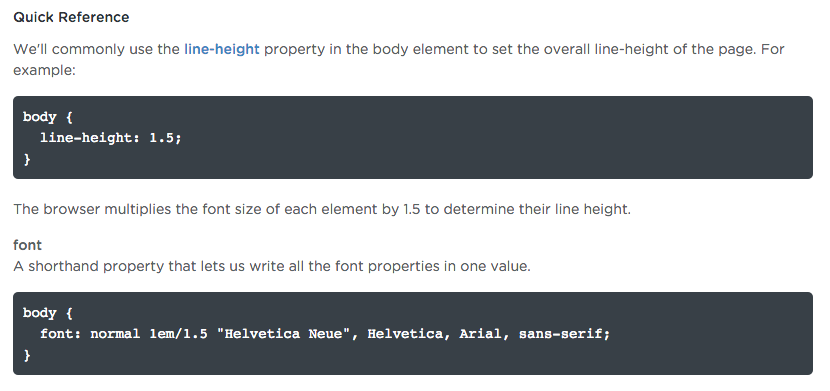 Quick Reference
We'll commonly use the line-height property in the body element to set the overall line-height of the page. For
example:
body {
  line-height: 1.5;
}
The browser multiplies the font size of each element by 1.5 to determine their line height.
font
A shorthand property that lets us write all the font properties in one value.
body {
  font: normal 1em/1.5 "Helvetica Neue", Helvetica, Arial, sans-serif;
}